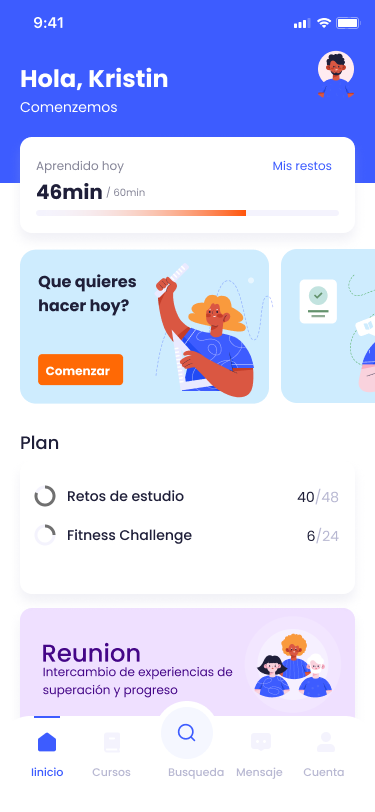 9:41
Hola, Kristin
Comenzemos
Aprendido hoy
Mis restos
46min / 60min
Que quieres
hacer hoy?
Comenzar
Plan
Retos de estudio 40/48
Fitness Challenge 6/24
Reunion
Intercambio de experiencias de
superación y progreso
Iinicio
Cursos
Busqueda
Mensaje
Cuenta